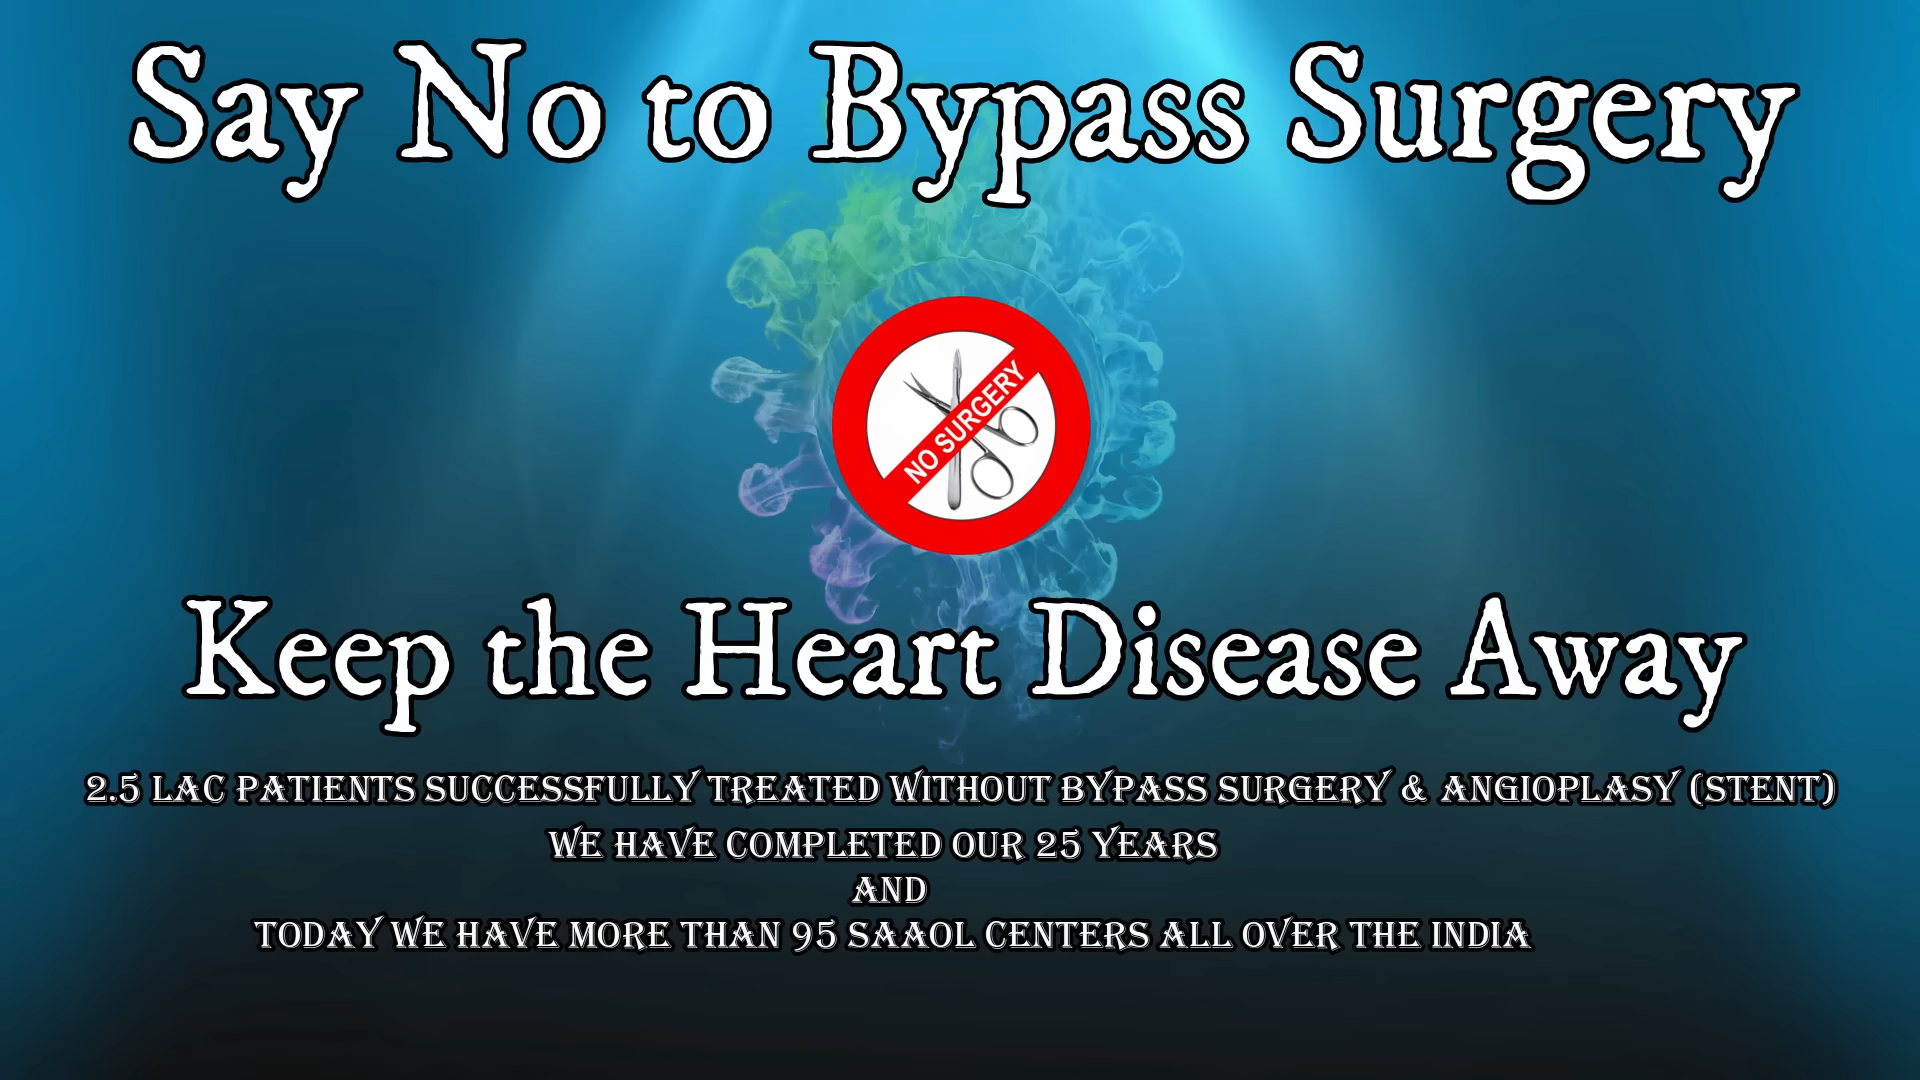 Say No to Bypass Surgery
NO SURGERY
Keep the Heart Disease Away
2.5 LAC PATIENTS SUCCESSFULLY TREATED WITHOUT BYPASS SURGERY & ANGIOPLASY (STENT)
WE HAVE COMPLETED OUR 25 YEARS
AND
TODAY WE HAVE MORE THAN 95 SAAOL CENTERS ALL OVER THE INDIA